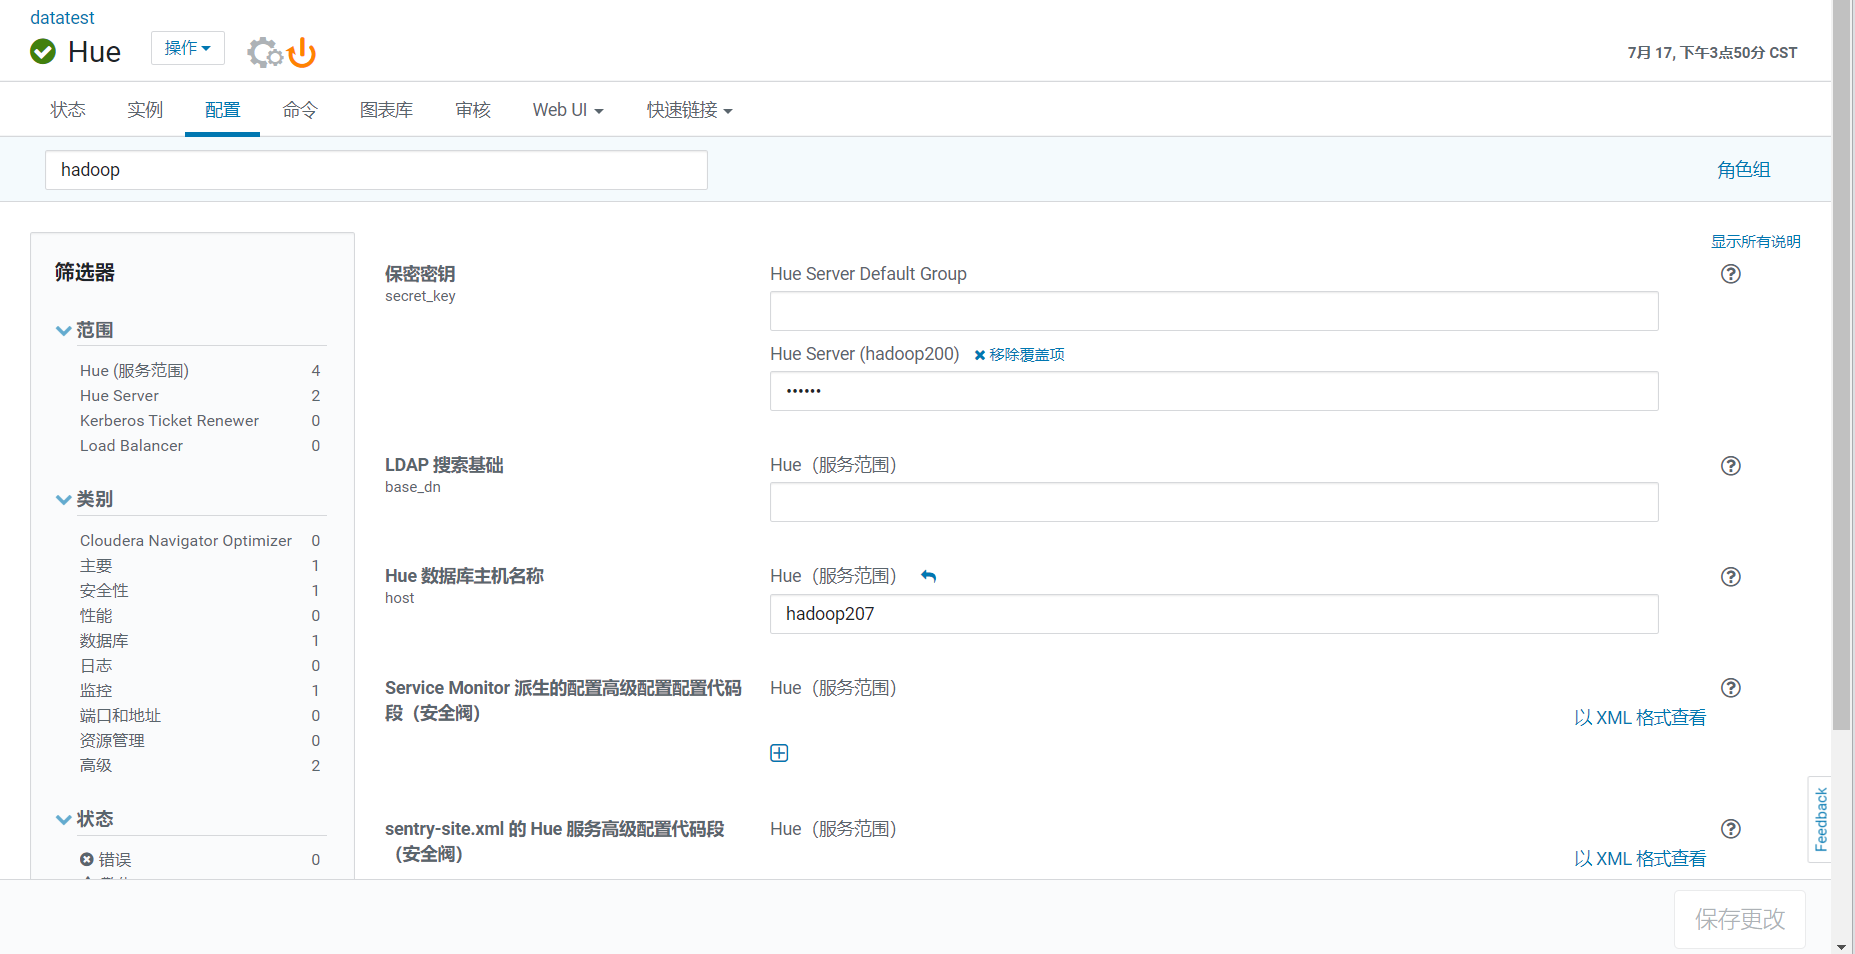 datatest
Hue
操作
7月 17, 下午3点50分 CST
状态 实例 配置 命令 图表库 审核 Web UI 快速链接
hadoop
角色组
显示所有说明
筛选器
范围
Hue (服务范围) 4
Hue Server 2
Kerberos Ticket Renewer 0
Load Balancer 0
类别
Cloudera Navigator Optimizer 0
主要 1
安全性 1
性能 0
数据库 1
日志 0
监控 1
端口和地址 0
资源管理 0
高级 2
状态
错误 0
保密密钥
secret_key
Hue Server Default Group
Hue Server (hadoop200) 移除覆盖项
••••••
LDAP 搜索基础
base_dn
Hue（服务范围）
Hue 数据库主机名称
host
Hue（服务范围）
hadoop207
Service Monitor 派生的配置高级配置配置代码
段（安全阀）
Hue（服务范围）
以 XML 格式查看
sentry-site.xml 的 Hue 服务高级配置代码段
（安全阀）
Hue（服务范围）
以 XML 格式查看
Feedback
保存更改